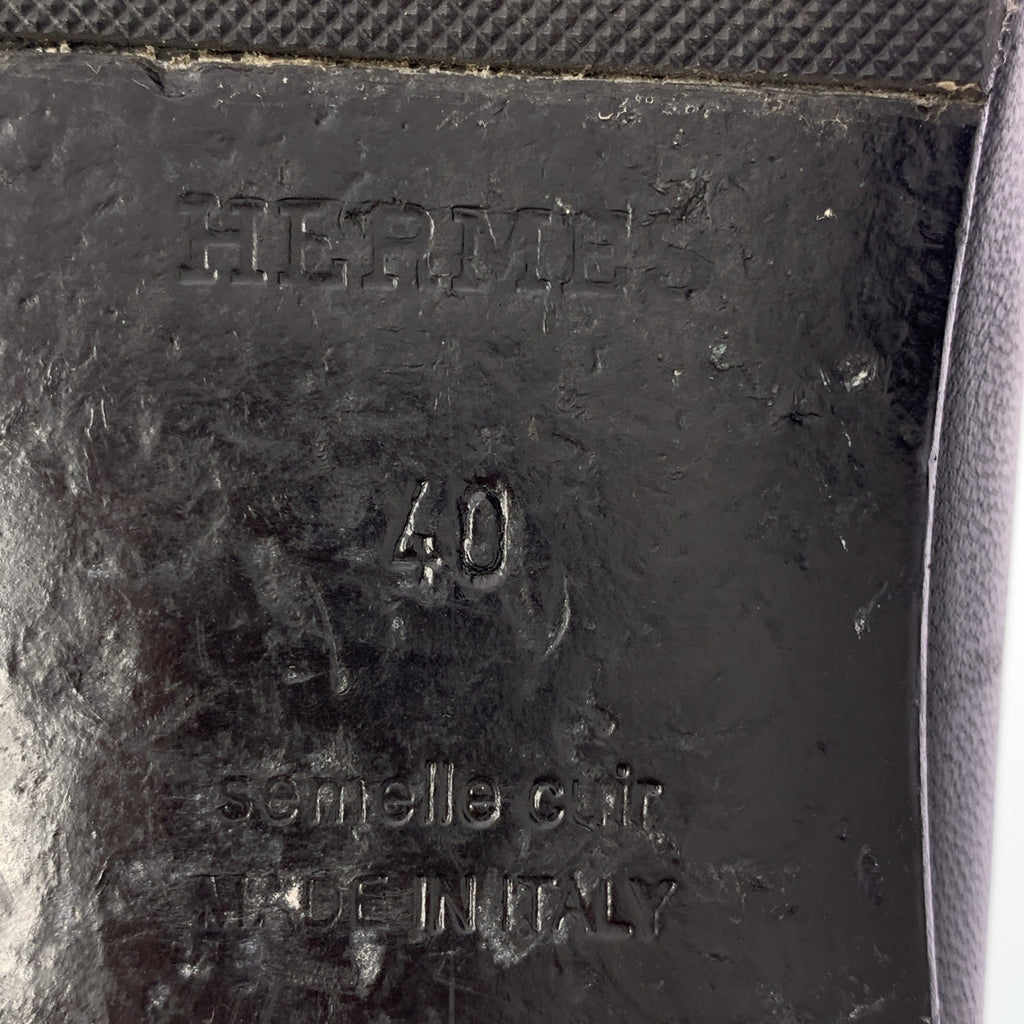 HERMES
40
semelle cuir
MADE IN ITALY